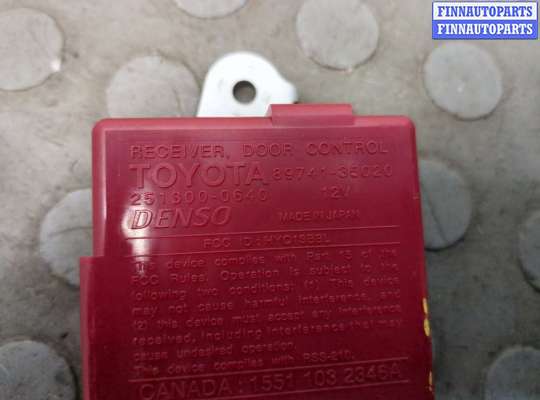 FINNAUTOPARTS
FINNAUTOPARTS
RECEIVER, DOOR CONTROL
TOYOTA 89741-35020
251300-0640 12V
DENSO MADE IN JAPAN
FCC ID: HYQ13BBL
This device complies with Part 15 of the
FCC Rules. Operation is subject to the
following two conditions: (1) This device
may not cause harmful interference, and
(2) this device must accept any interference
received, including interference that may
cause undesired operation.
This device complies with RSS-210.
CANADA: 1551 103 2346A